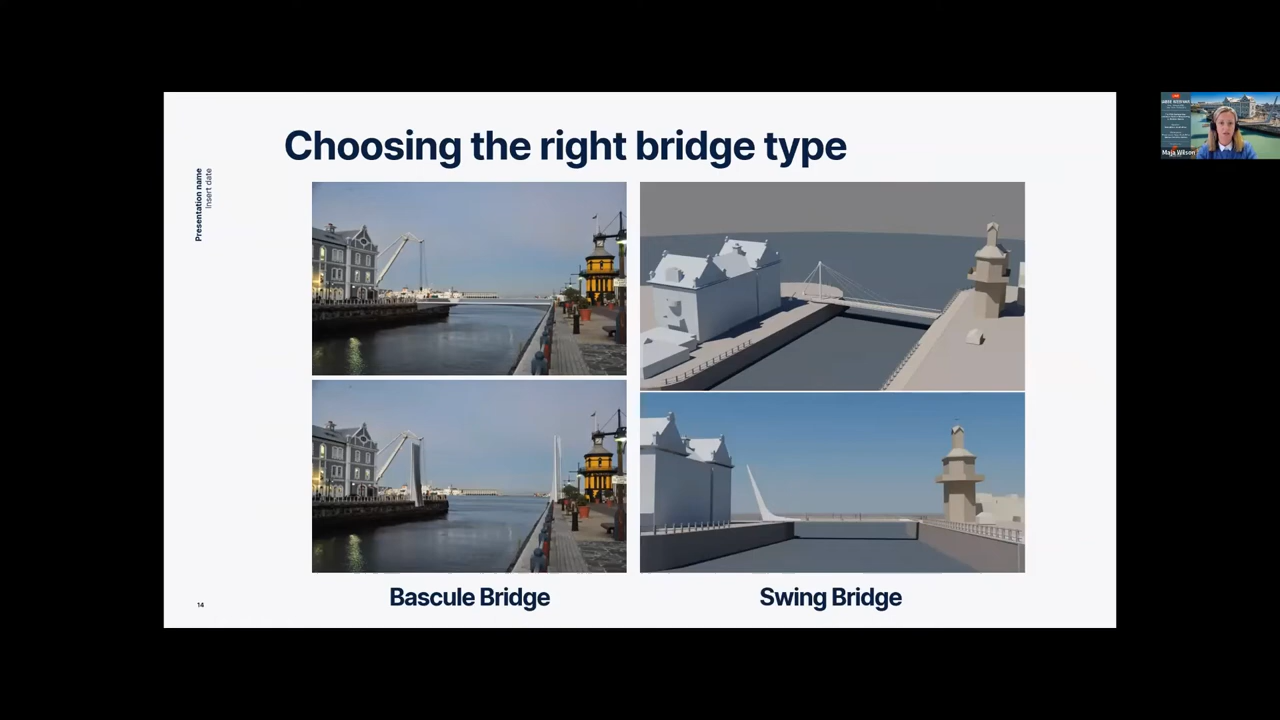 Choosing the right bridge type
Presentation name
Insert date
Bascule Bridge
Swing Bridge
14
Maja Wilson